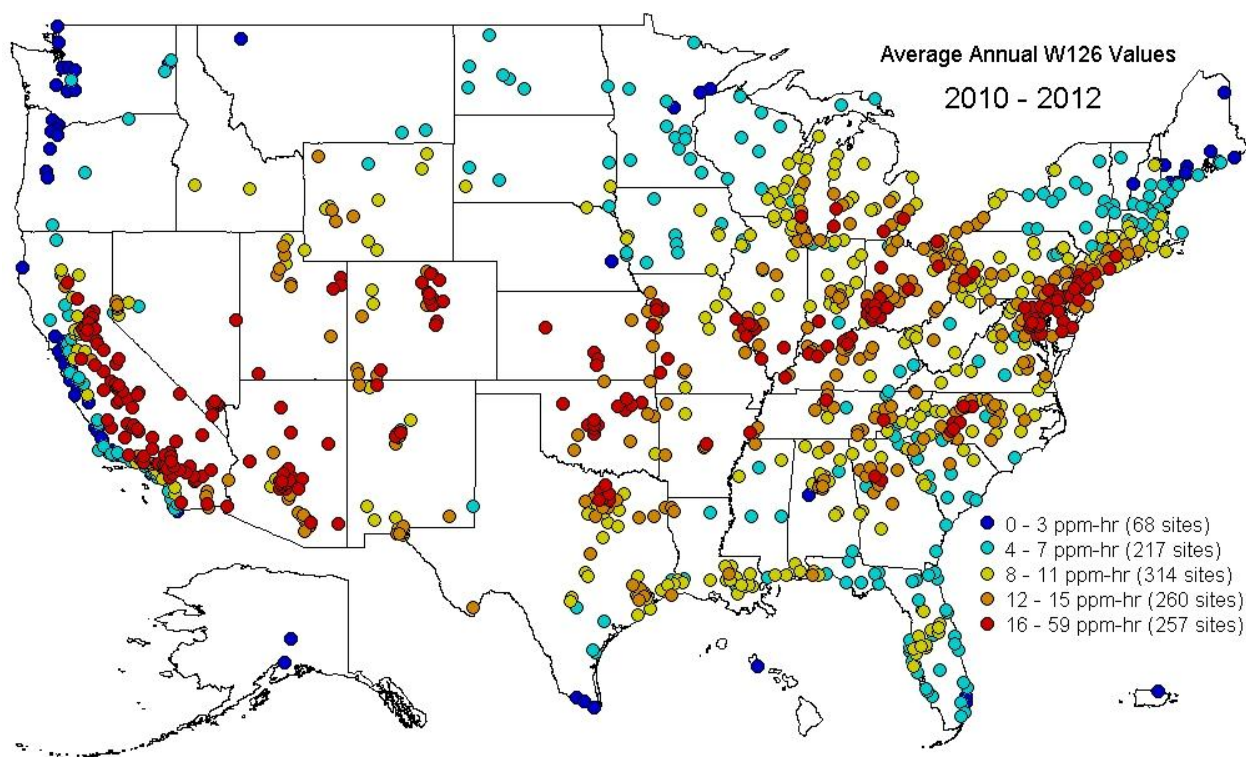 Average Annual W126 Values
2010 - 2012
0 - 3 ppm-hr (68 sites)
4 - 7 ppm-hr (217 sites)
8 - 11 ppm-hr (314 sites)
12 - 15 ppm-hr (260 sites)
16 - 59 ppm-hr (257 sites)